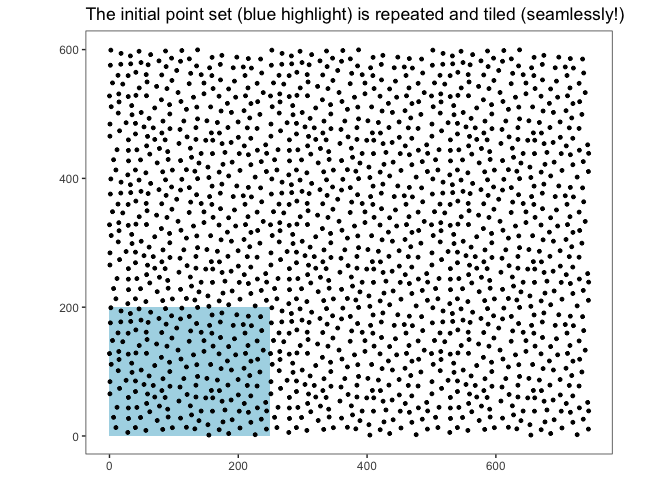 The initial point set (blue highlight) is repeated and tiled (seamlessly!)
600
400
200
0
0 200 400 600